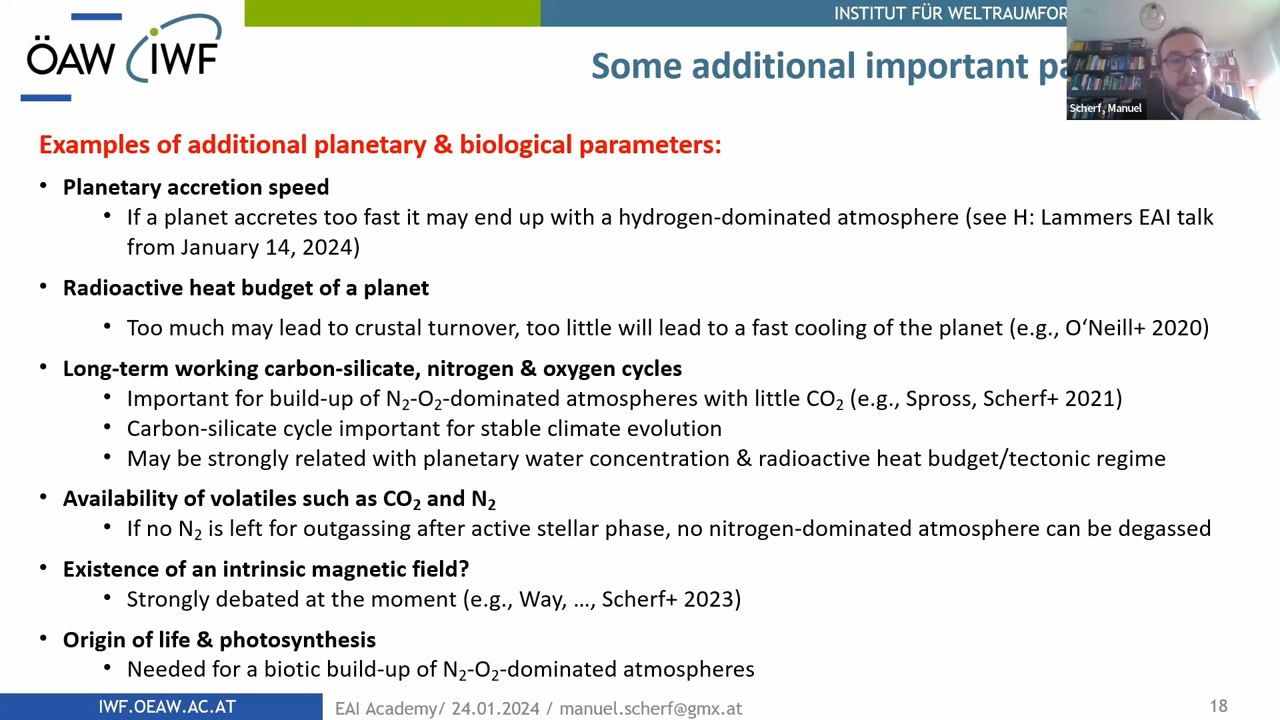 INSTITUT FÜR WELTRAUMFOR
ÖAW IWF
Some additional important pa
Scherf, Manuel
Examples of additional planetary & biological parameters:
• Planetary accretion speed
• If a planet accretes too fast it may end up with a hydrogen-dominated atmosphere (see H: Lammers EAI talk
from January 14, 2024)
• Radioactive heat budget of a planet
• Too much may lead to crustal turnover, too little will lead to a fast cooling of the planet (e.g., O‘Neill+ 2020)
• Long-term working carbon-silicate, nitrogen & oxygen cycles
• Important for build-up of N₂-O₂-dominated atmospheres with little CO₂ (e.g., Spross, Scherf+ 2021)
• Carbon-silicate cycle important for stable climate evolution
• May be strongly related with planetary water concentration & radioactive heat budget/tectonic regime
• Availability of volatiles such as CO₂ and N₂
• If no N₂ is left for outgassing after active stellar phase, no nitrogen-dominated atmosphere can be degassed
• Existence of an intrinsic magnetic field?
• Strongly debated at the moment (e.g., Way, …, Scherf+ 2023)
• Origin of life & photosynthesis
• Needed for a biotic build-up of N₂-O₂-dominated atmospheres
IWF.OEAW.AC.AT
EAI Academy/ 24.01.2024 / manuel.scherf@gmx.at
18